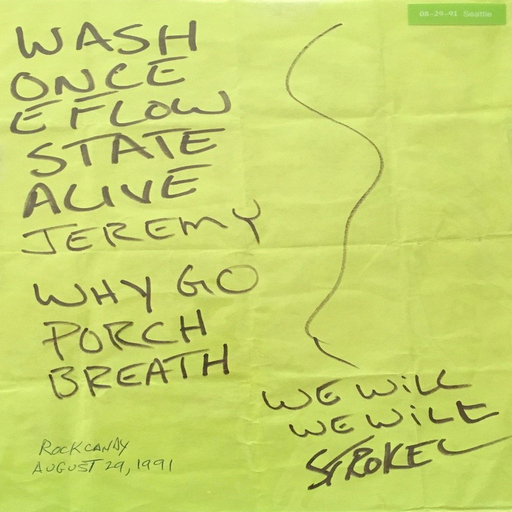 08-29-91 Seattle
WASH
ONCE
E FLOW
STATE
ALIVE
JEREMY
WHY GO
PORCH
BREATH
WE WILL
WE WILL
STROKE
ROCKCANDY
AUGUST 29, 1991